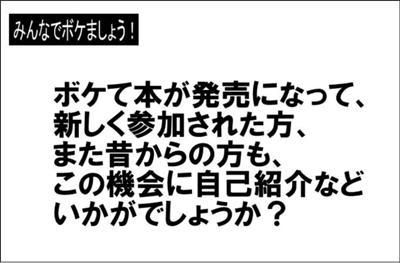 みんなでボケましょう！
ボケて本が発売になって、
新しく参加された方、
また昔からの方も、
この機会に自己紹介など
いかがでしょうか？